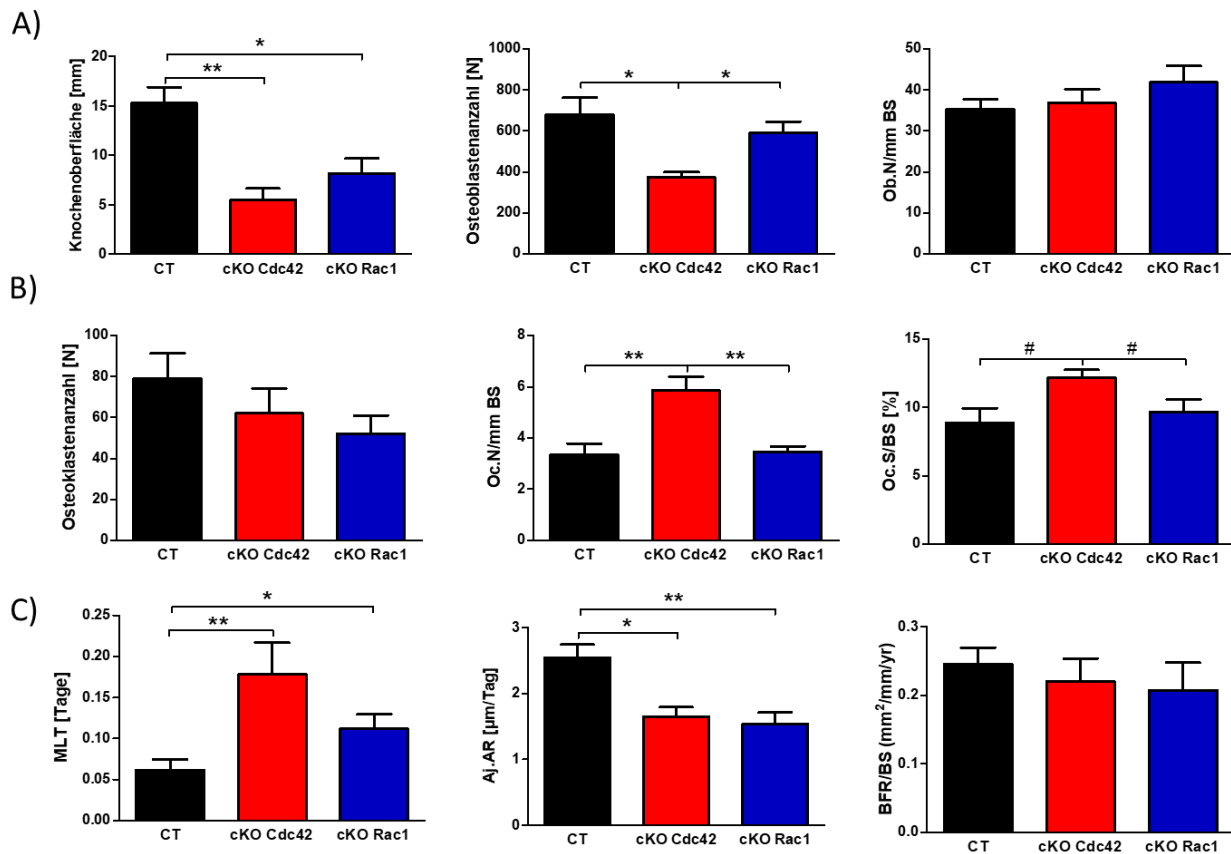 A)
Knochenoberfläche [mm]
20
15
10
5
0
*
**
CT
cKO Cdc42
cKO Rac1
Osteoblastenanzahl [N]
1000
800
600
400
200
0
*
*
CT
cKO Cdc42
cKO Rac1
Ob.N/mm BS
50
40
30
20
10
0
CT
cKO Cdc42
cKO Rac1
B)
Osteoklastenanzahl [N]
100
80
60
40
20
0
CT
cKO Cdc42
cKO Rac1
Oc.N/mm BS
8
6
4
2
0
**
**
CT
cKO Cdc42
cKO Rac1
Oc.S/BS [%]
15
10
5
0
#
#
CT
cKO Cdc42
cKO Rac1
C)
MLT [Tage]
0.25
0.20
0.15
0.10
0.05
0.00
*
**
CT
cKO Cdc42
cKO Rac1
Aj.AR [µm/Tag]
3
2
1
0
**
*
CT
cKO Cdc42
cKO Rac1
BFR/BS (mm²/mm/yr)
0.3
0.2
0.1
0.0
CT
cKO Cdc42
cKO Rac1